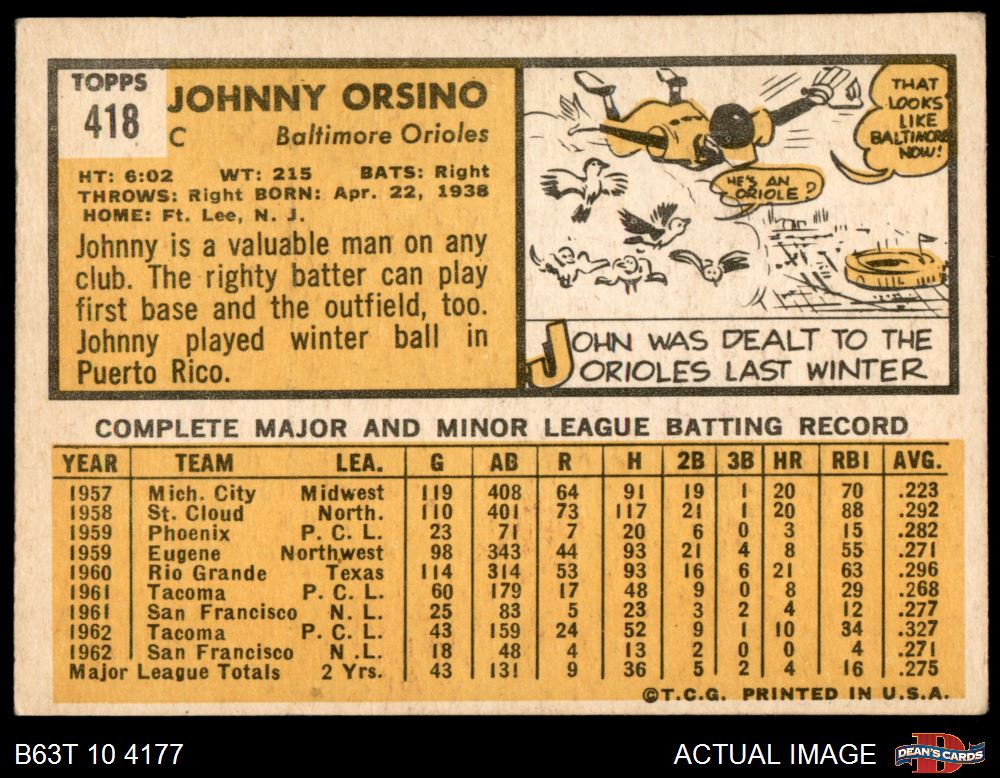 TOPPS
418
JOHNNY ORSINO
C Baltimore Orioles
HT: 6:02 WT: 215 BATS: Right
THROWS: Right BORN: Apr. 22, 1938
HOME: Ft. Lee, N. J.
Johnny is a valuable man on any
club. The righty batter can play
first base and the outfield, too.
Johnny played winter ball in
Puerto Rico.
THAT
LOOKS
LIKE
BALTIMORE
NOW!
HE'S AN
ORIOLE?
JOHN WAS DEALT TO THE
ORIOLES LAST WINTER
COMPLETE MAJOR AND MINOR LEAGUE BATTING RECORD
YEAR TEAM LEA. G AB R H 2B 3B HR RBI AVG.
1957 Mich. City Midwest 119 408 64 91 19 1 20 70 .223
1958 St. Cloud North. 110 401 73 117 21 1 20 88 .292
1959 Phoenix P. C. L. 23 71 7 20 6 0 3 15 .282
1959 Eugene Northwest 98 343 44 93 21 4 8 55 .271
1960 Rio Grande Texas 114 314 53 93 16 6 21 63 .296
1961 Tacoma P. C. L. 60 179 17 48 9 0 8 29 .268
1961 San Francisco N. L. 25 83 5 23 3 2 4 12 .277
1962 Tacoma P. C. L. 43 159 24 52 9 1 10 34 .327
1962 San Francisco N .L. 18 48 4 13 2 0 0 4 .271
Major League Totals 2 Yrs. 43 131 9 36 5 2 4 16 .275
©T.C.G. PRINTED IN U.S.A.
B63T 10 4177 ACTUAL IMAGE DEAN'S CARDS